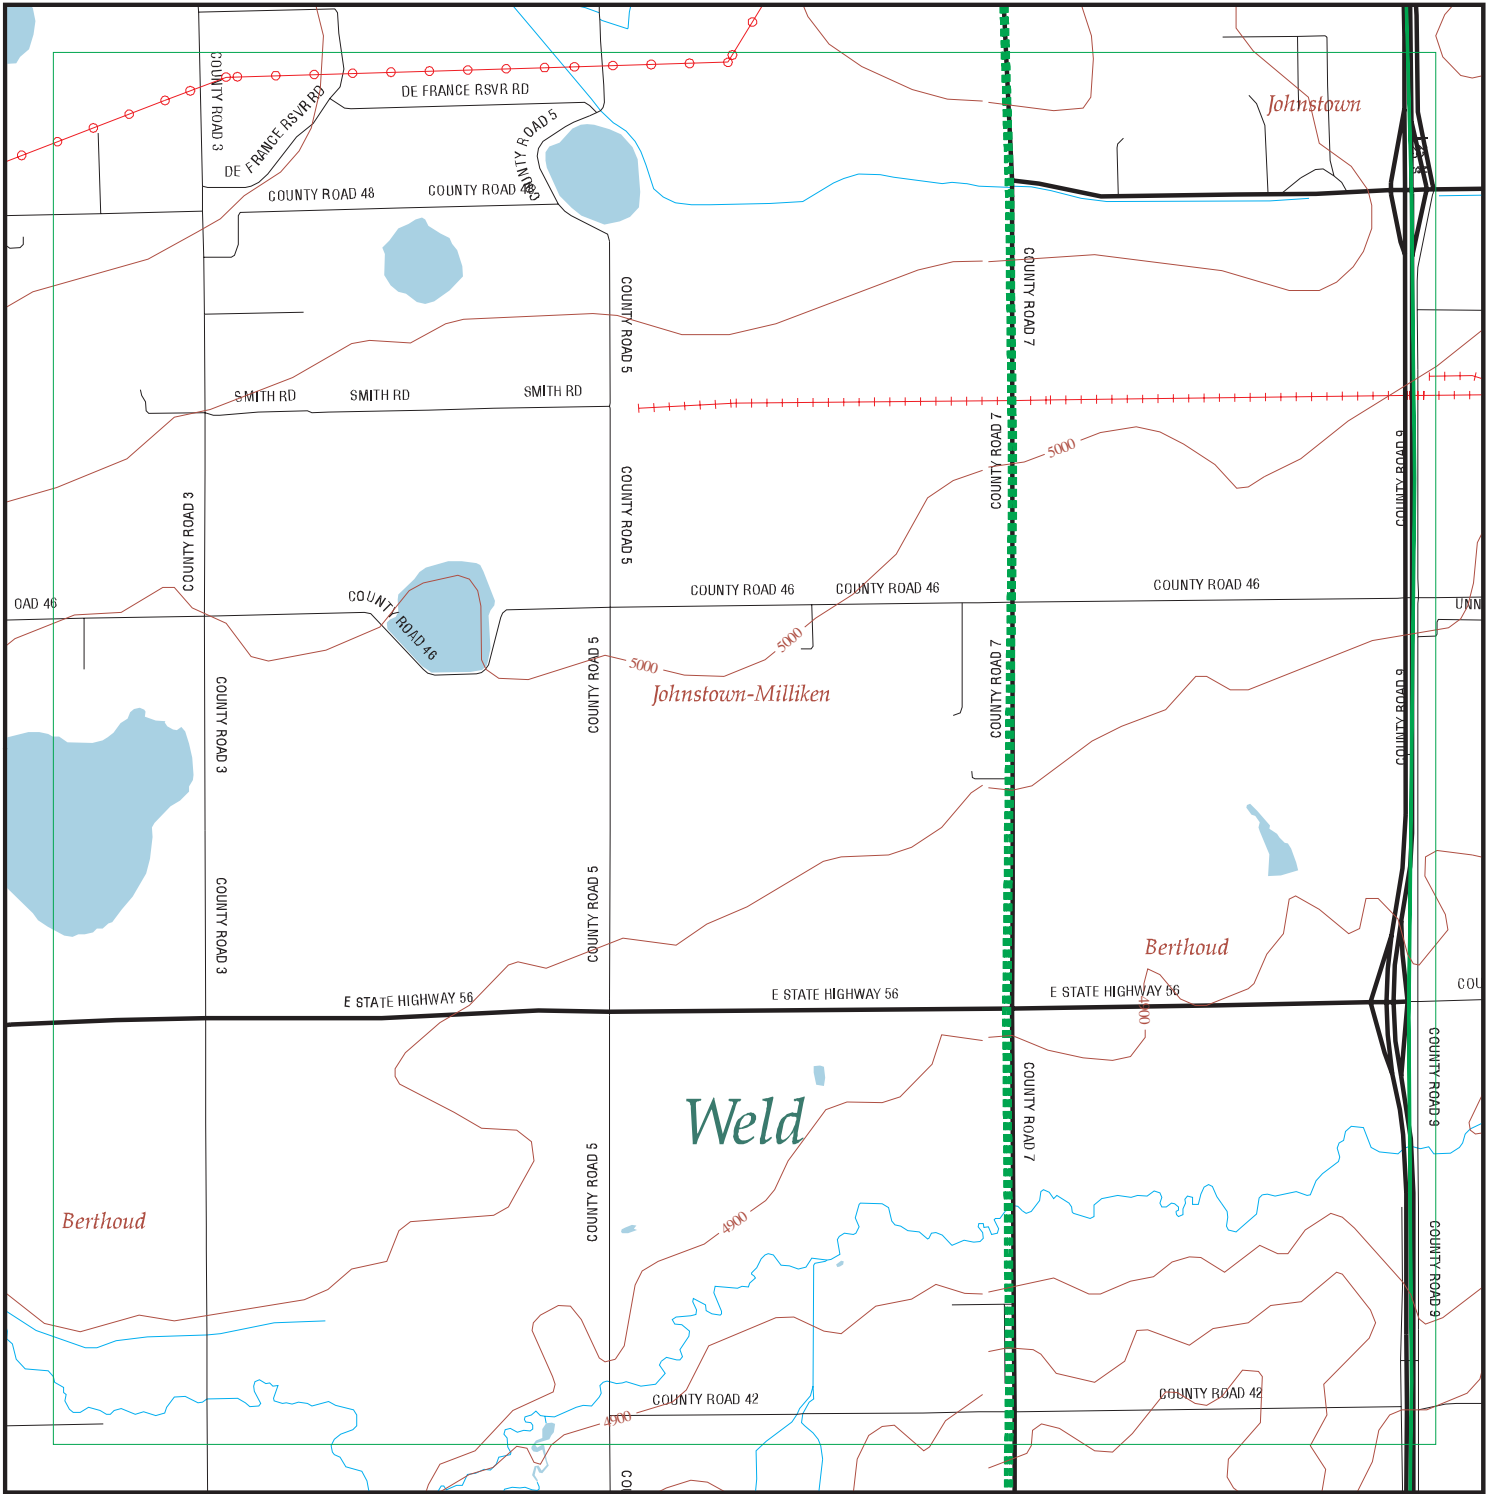 COUNTY ROAD 3
DE FRANCE RSVR RD
DE FRANCE RSVR RD
COUNTY ROAD 5
Johnstown
COUNTY ROAD 48
COUNTY ROAD 48
COUNTY ROAD 5
COUNTY ROAD 7
SMITH RD
SMITH RD
SMITH RD
COUNTY ROAD 7
5000
COUNTY ROAD 9
COUNTY ROAD 3
COUNTY ROAD 5
OAD 46
COUNTY ROAD 46
COUNTY ROAD 46
COUNTY ROAD 46
COUNTY ROAD 46
UNN
5000
5000
COUNTY ROAD 5
COUNTY ROAD 7
Johnstown-Milliken
COUNTY ROAD 3
COUNTY ROAD 9
COUNTY ROAD 3
COUNTY ROAD 5
Berthoud
E STATE HIGHWAY 56
E STATE HIGHWAY 56
E STATE HIGHWAY 56
4900
COU
COUNTY ROAD 9
COUNTY ROAD 7
Weld
COUNTY ROAD 5
Berthoud
4900
COUNTY ROAD 9
COUNTY ROAD 42
COUNTY ROAD 42
4900
CO